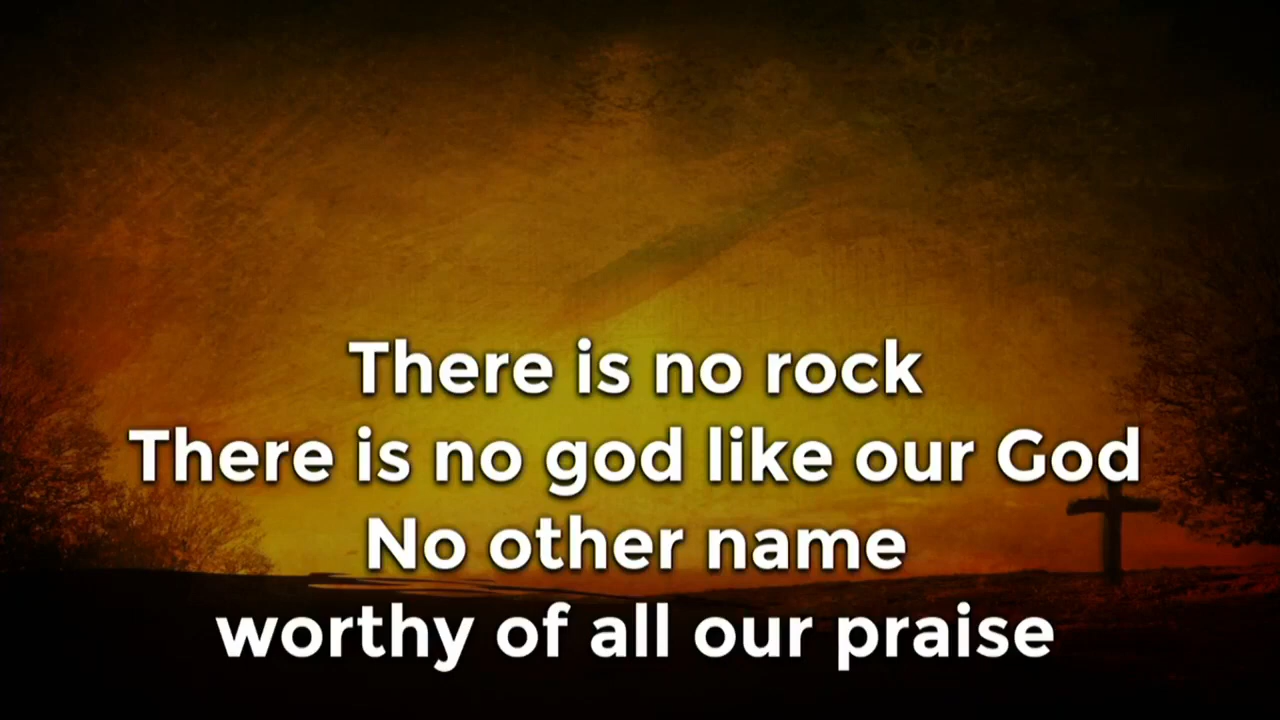 There is no rock
There is no god like our God
No other name
worthy of all our praise